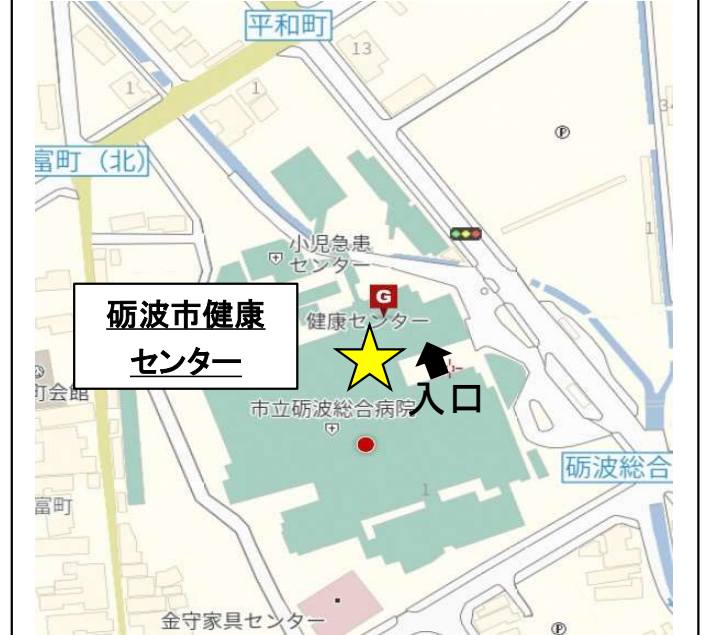 平和町
13
1
1
Ⓟ
34
富町（北）
1
小児急患
センター
G
砺波市健康
センター
健康センター
入口
町会館
市立砺波総合病院
砺波総合
1
富町
金守家具センター
Ⓟ